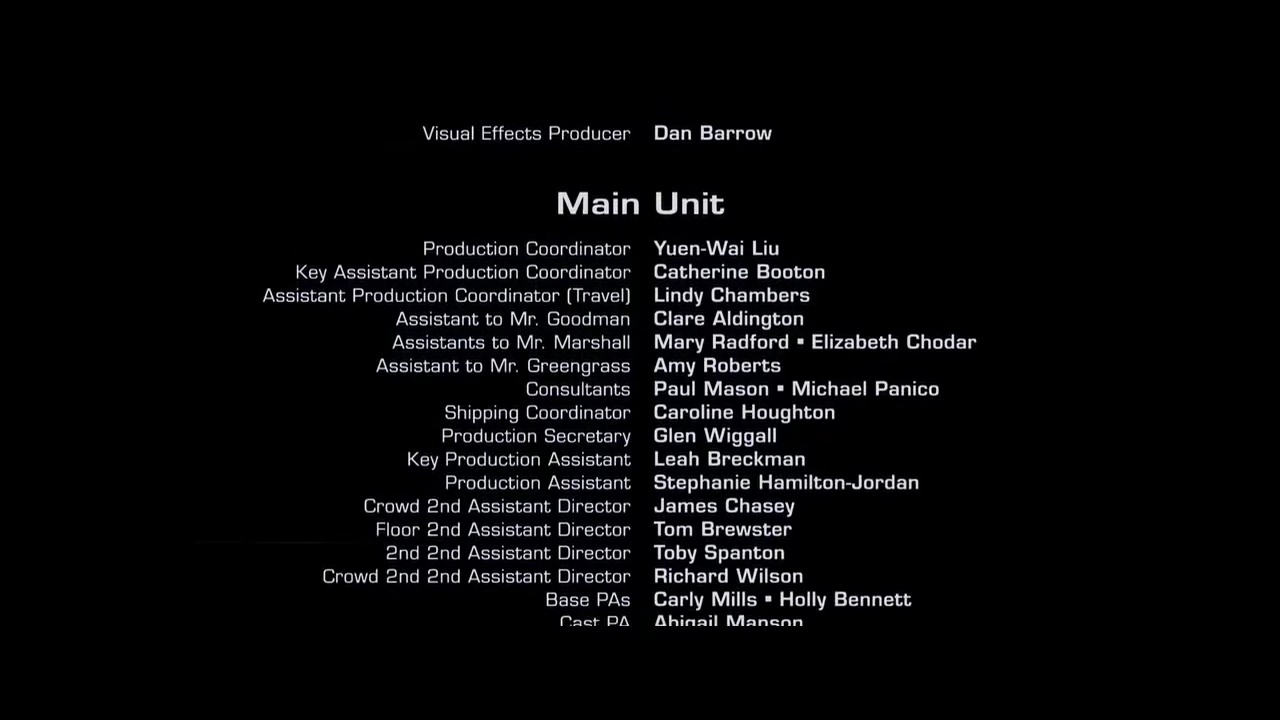 Visual Effects Producer Dan Barrow
Main Unit
Production Coordinator Yuen-Wai Liu
Key Assistant Production Coordinator Catherine Booton
Assistant Production Coordinator (Travel) Lindy Chambers
Assistant to Mr. Goodman Clare Aldington
Assistants to Mr. Marshall Mary Radford ▪ Elizabeth Chodar
Assistant to Mr. Greengrass Amy Roberts
Consultants Paul Mason ▪ Michael Panico
Shipping Coordinator Caroline Houghton
Production Secretary Glen Wiggall
Key Production Assistant Leah Breckman
Production Assistant Stephanie Hamilton-Jordan
Crowd 2nd Assistant Director James Chasey
Floor 2nd Assistant Director Tom Brewster
2nd 2nd Assistant Director Toby Spanton
Crowd 2nd 2nd Assistant Director Richard Wilson
Base PAs Carly Mills ▪ Holly Bennett
Cast PA Abigail Manson